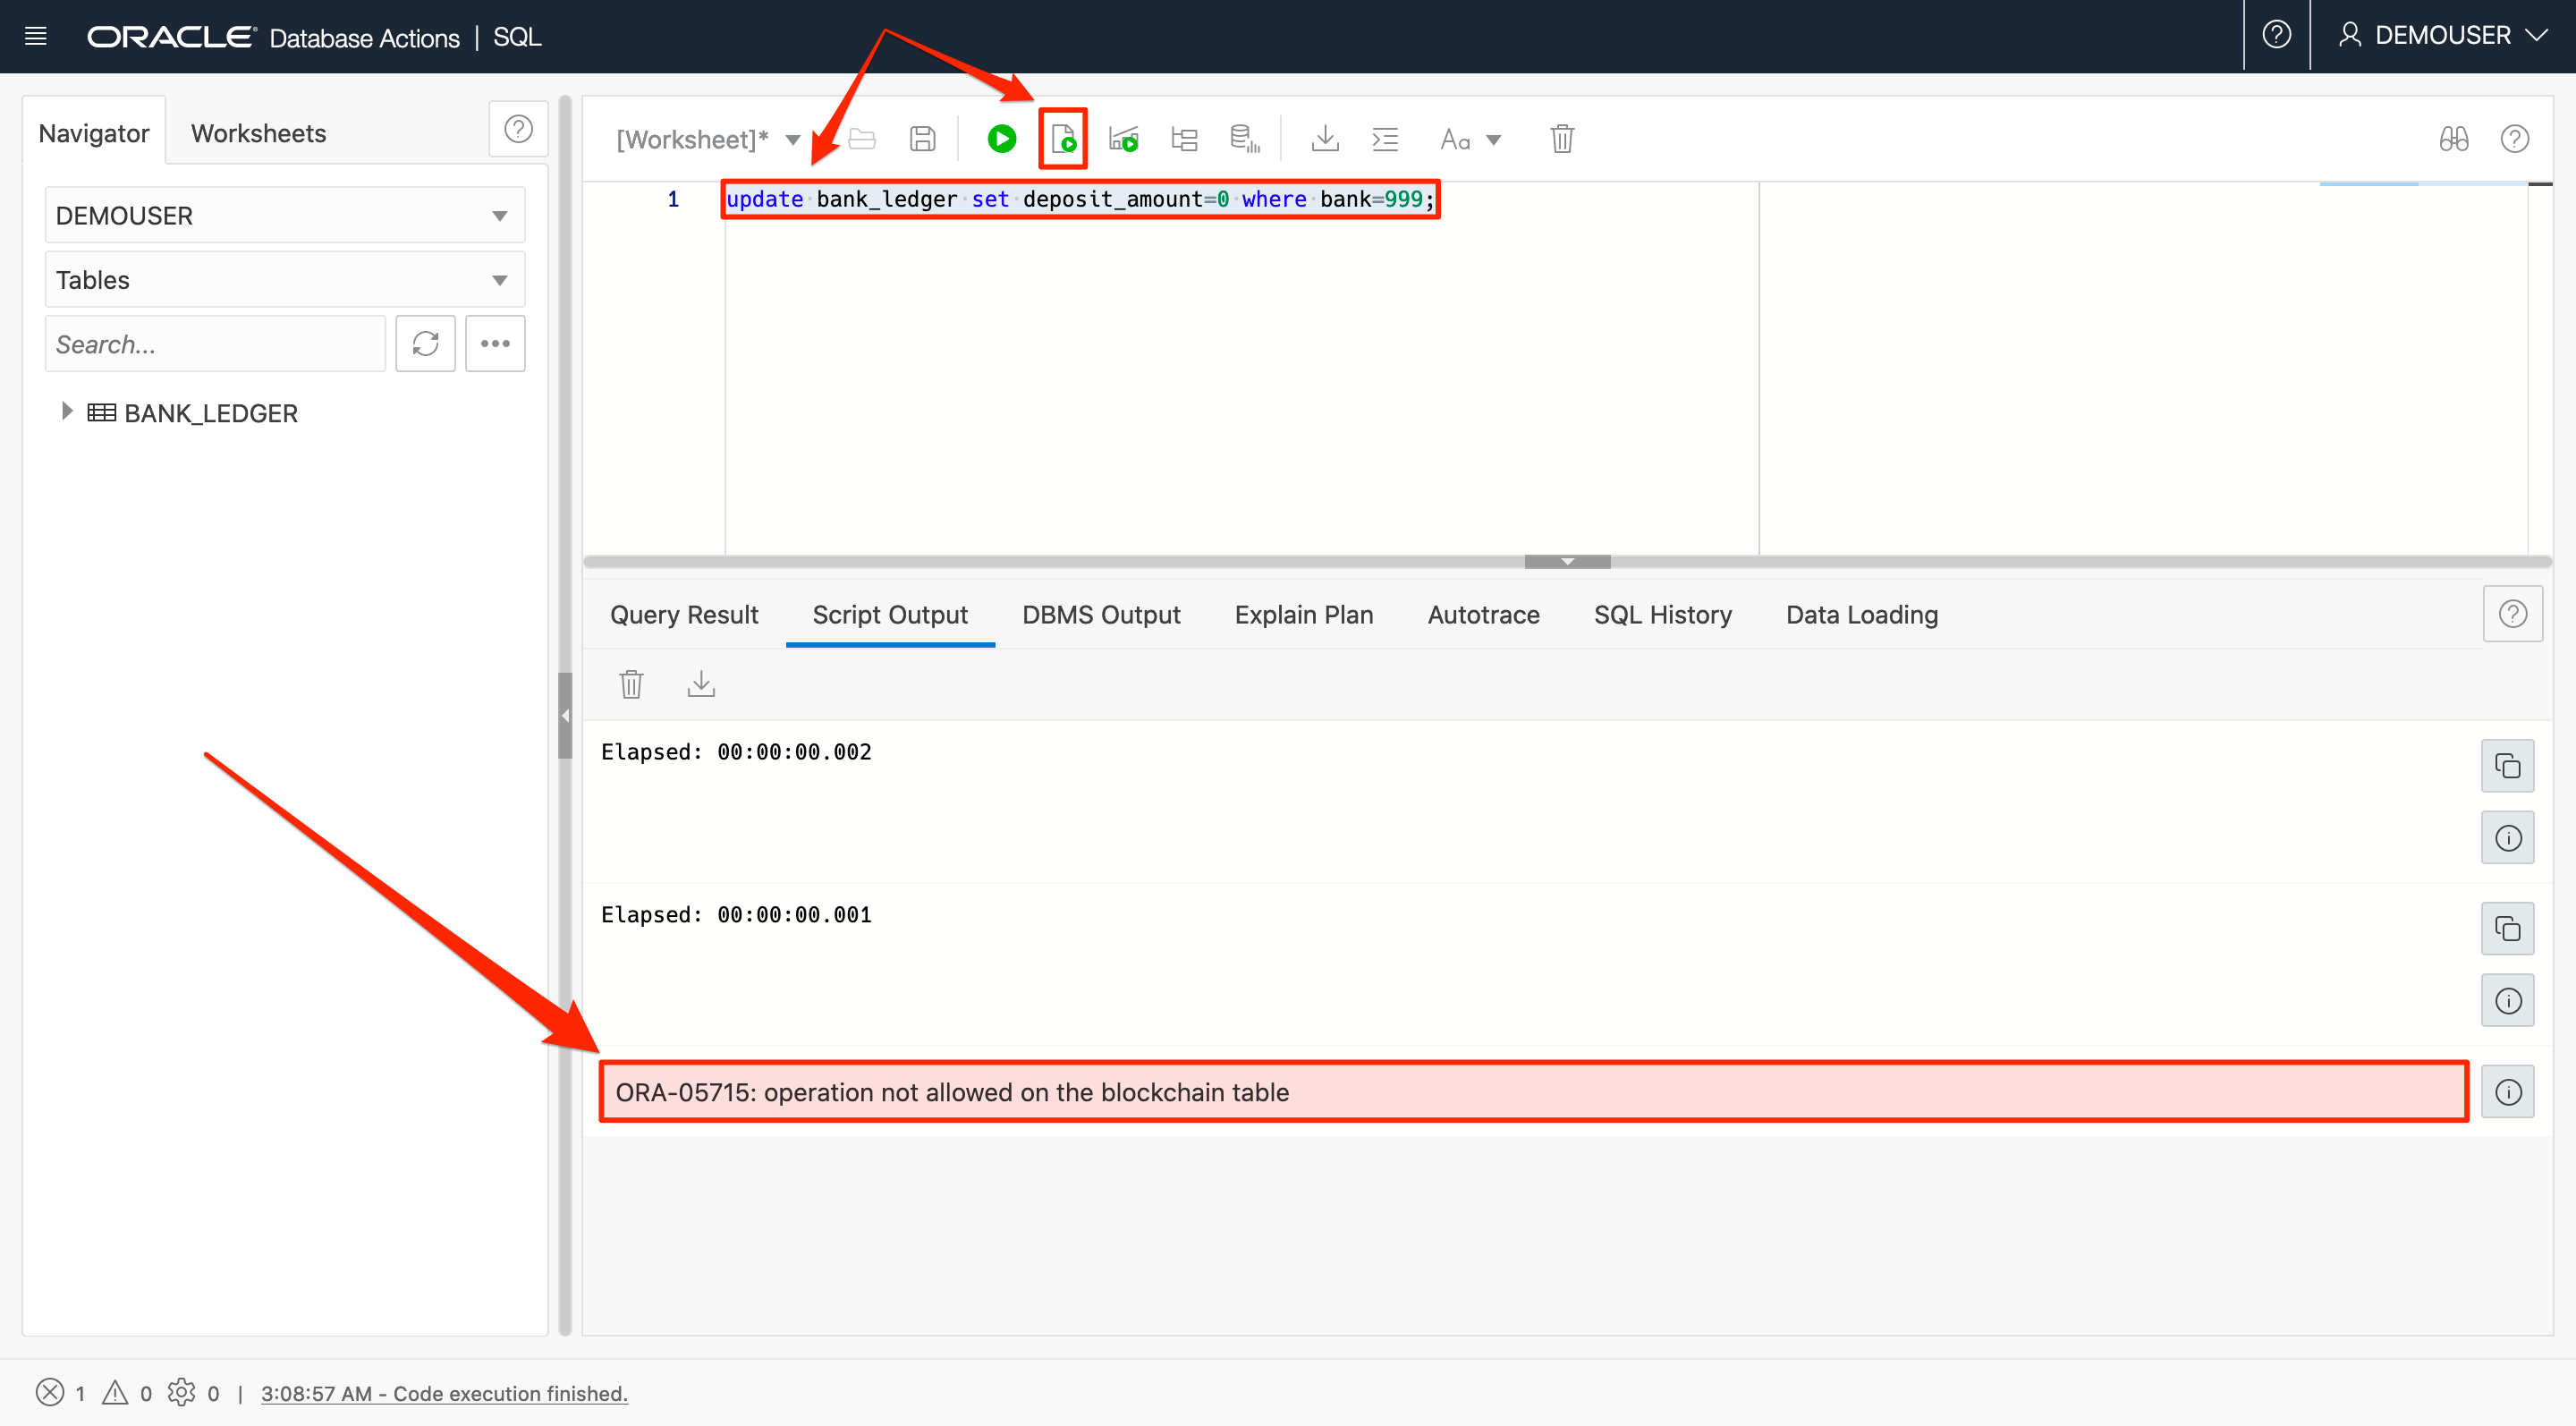 ORACLE Database Actions | SQL
DEMOUSER
Navigator
Worksheets
DEMOUSER
Tables
Search...
BANK_LEDGER
[Worksheet]*
Aa
1
update bank_ledger set deposit_amount=0 where bank=999;
Query Result
Script Output
DBMS Output
Explain Plan
Autotrace
SQL History
Data Loading
Elapsed: 00:00:00.002
Elapsed: 00:00:00.001
ORA-05715: operation not allowed on the blockchain table
1 0 0 | 3:08:57 AM - Code execution finished.